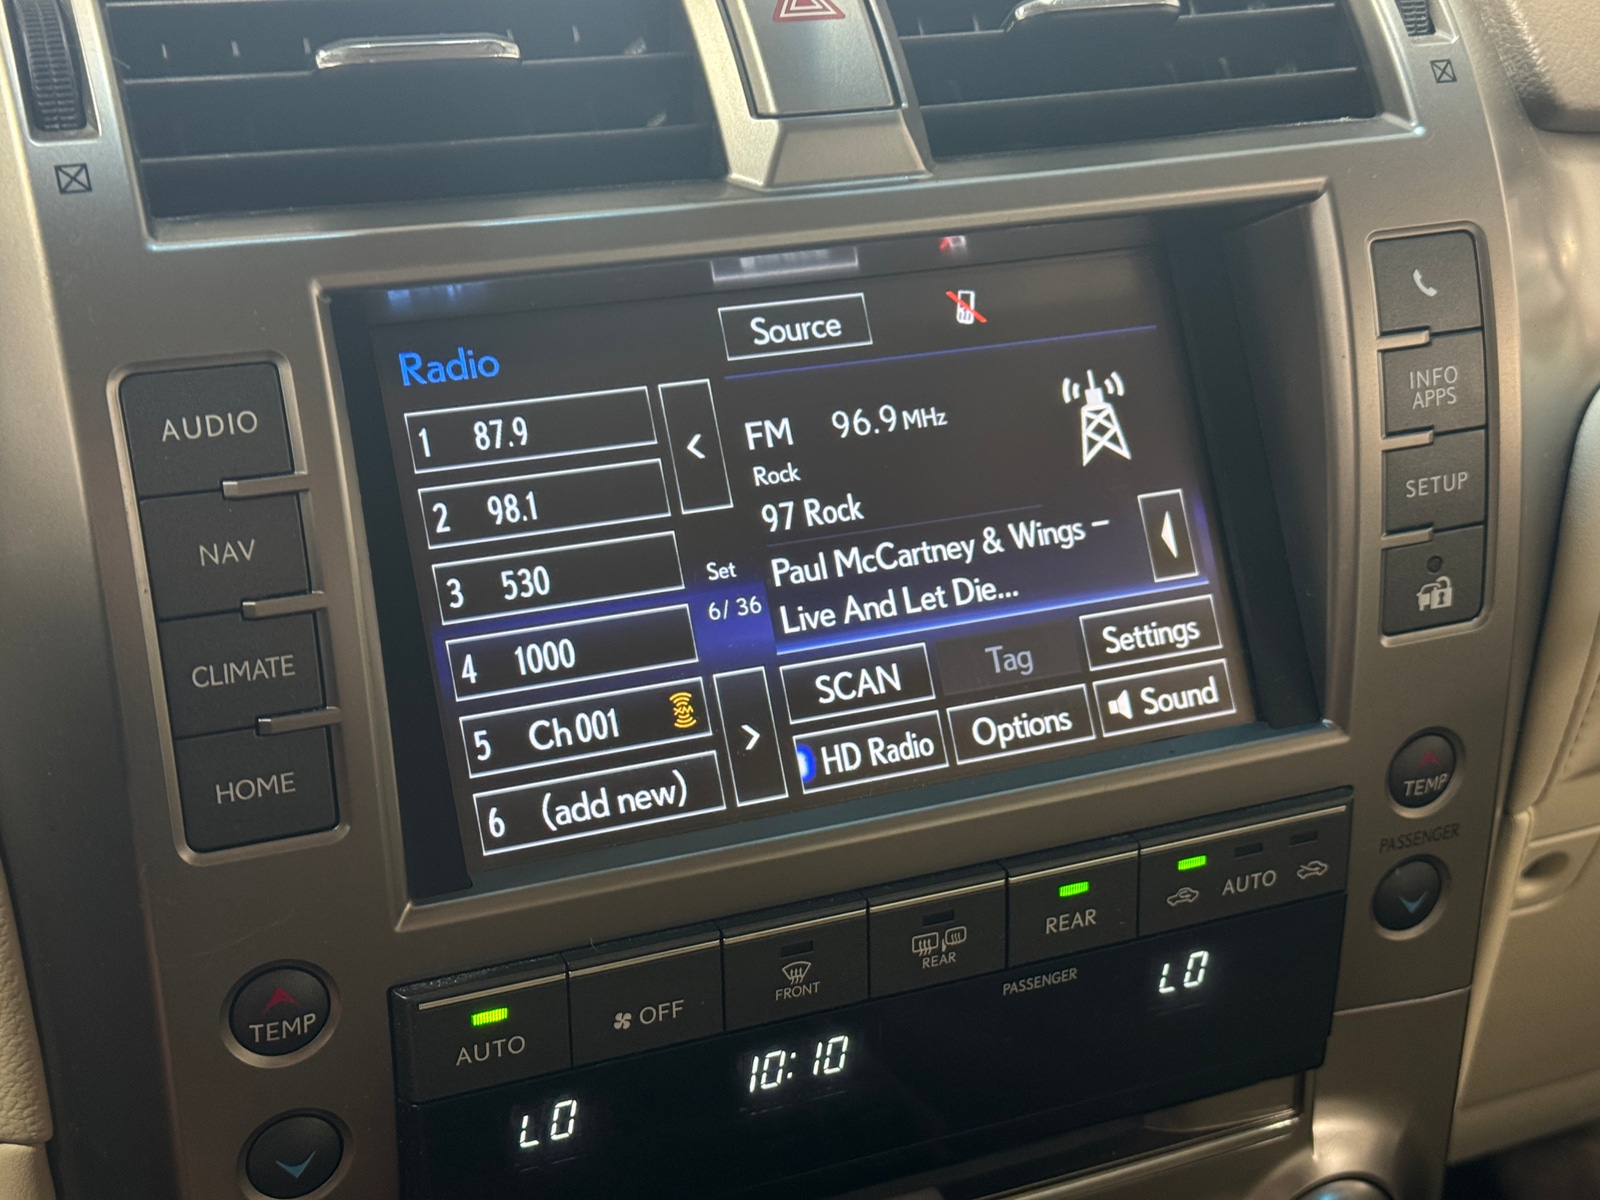 Source
Radio
1 87.9
2 98.1
3 530
4 1000
5 Ch 001
XM
6 (add new)
<
Set
6/ 36
>
FM 96.9 MHz
Rock
97 Rock
Paul McCartney & Wings –
Live And Let Die...
SCAN
Tag
Settings
HD Radio
Options
Sound
AUDIO
NAV
CLIMATE
HOME
INFO
APPS
SETUP
TEMP
PASSENGER
TEMP
AUTO
OFF
FRONT
REAR
REAR
AUTO
PASSENGER
LO
10:10
LO